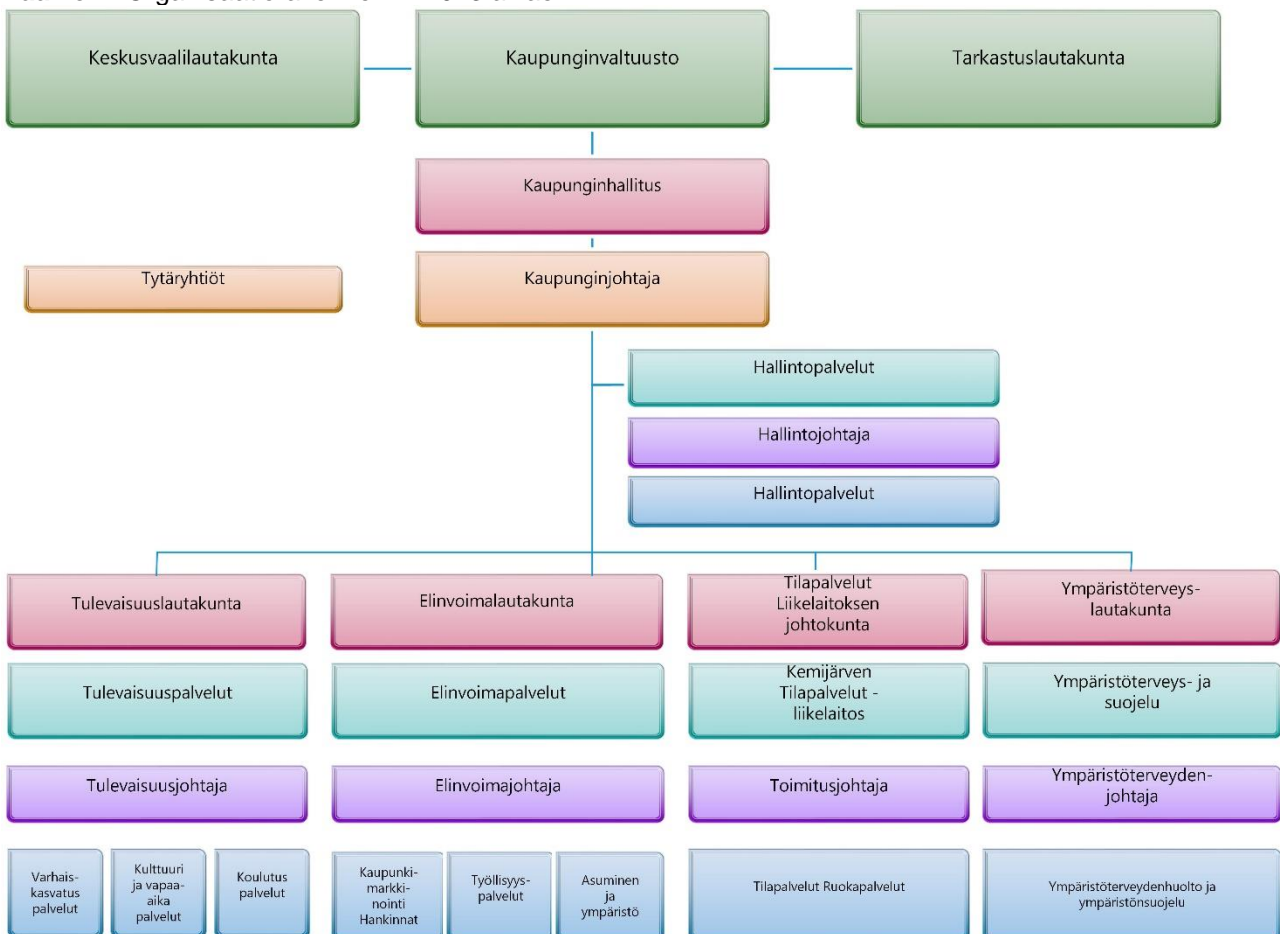 Keskusvaalilautakunta
Kaupunginvaltuusto
Tarkastuslautakunta
Kaupunginhallitus
Tytäryhtiöt
Kaupunginjohtaja
Hallintopalvelut
Hallintojohtaja
Hallintopalvelut
Tulevaisuuslautakunta
Elinvoimalautakunta
Tilapalvelut
Liikelaitoksen
johtokunta
Ympäristöterveys-
lautakunta
Tulevaisuuspalvelut
Elinvoimapalvelut
Kemijärven
Tilapalvelut -
liikelaitos
Ympäristöterveys- ja
suojelu
Tulevaisuusjohtaja
Elinvoimajohtaja
Toimitusjohtaja
Ympäristöterveyden-
johtaja
Varhais-
kasvatus
palvelut
Kulttuuri
ja vapaa-
aika
palvelut
Koulutus
palvelut
Kaupunki-
markki-
nointi
Hankinnat
Työllisyys-
palvelut
Asuminen
ja
ympäristö
Tilapalvelut Ruokapalvelut
Ympäristöterveydenhuolto ja
ympäristönsuojelu